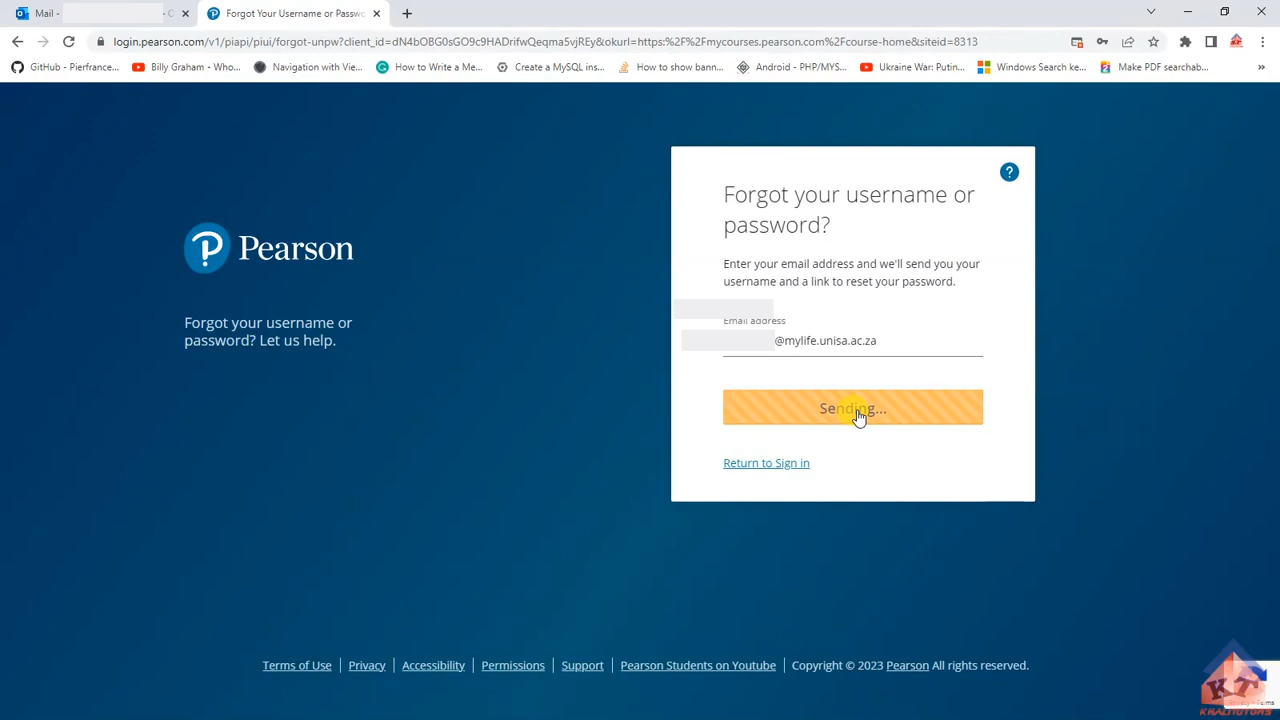 Mail -
Forgot Your Username or Passwo
login.pearson.com/v1/piapi/piui/forgot-unpw?client_id=dN4bOBG0sGO9c9HADrifwQeqma5vjREy&okurl=https:%2F%2Fmycourses.pearson.com%2Fcourse-home&siteid=8313
GitHub - Pierfrance...
Billy Graham - Who...
Navigation with Vie...
How to Write a Me...
Create a MySQL ins...
How to show bann...
Android - PHP/MYS...
Ukraine War: Putin...
Windows Search ke...
Make PDF searchab...
»
?
Forgot your username or
password?
Pearson
Enter your email address and we'll send you your
username and a link to reset your password.
Forgot your username or
password? Let us help.
Email address
@mylife.unisa.ac.za
Sending...
Return to Sign in
Terms of Use
Privacy
Accessibility
Permissions
Support
Pearson Students on Youtube
Copyright © 2023 Pearson All rights reserved.
KT